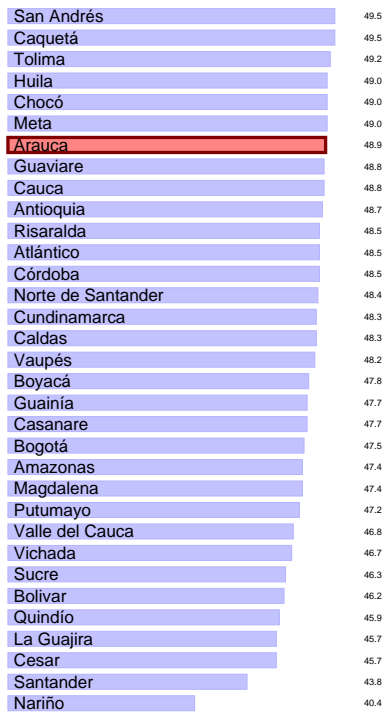 San Andrés 49.5
Caquetá 49.5
Tolima 49.2
Huila 49.0
Chocó 49.0
Meta 49.0
Arauca 48.9
Guaviare 48.8
Cauca 48.8
Antioquia 48.7
Risaralda 48.5
Atlántico 48.5
Córdoba 48.5
Norte de Santander 48.4
Cundinamarca 48.3
Caldas 48.3
Vaupés 48.2
Boyacá 47.8
Guainía 47.7
Casanare 47.7
Bogotá 47.5
Amazonas 47.4
Magdalena 47.4
Putumayo 47.2
Valle del Cauca 46.8
Vichada 46.7
Sucre 46.3
Bolivar 46.2
Quindío 45.9
La Guajira 45.7
Cesar 45.7
Santander 43.8
Nariño 40.4